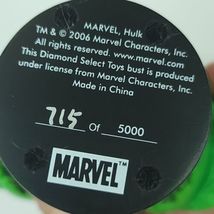 MARVEL, Hulk
TM & © 2006 Marvel Characters, Inc.
All rights reserved. www.marvel.com
This Diamond Select Toys bust is produced
under license from Marvel Characters, Inc.
Made in China
715 Of 5000
MARVEL™